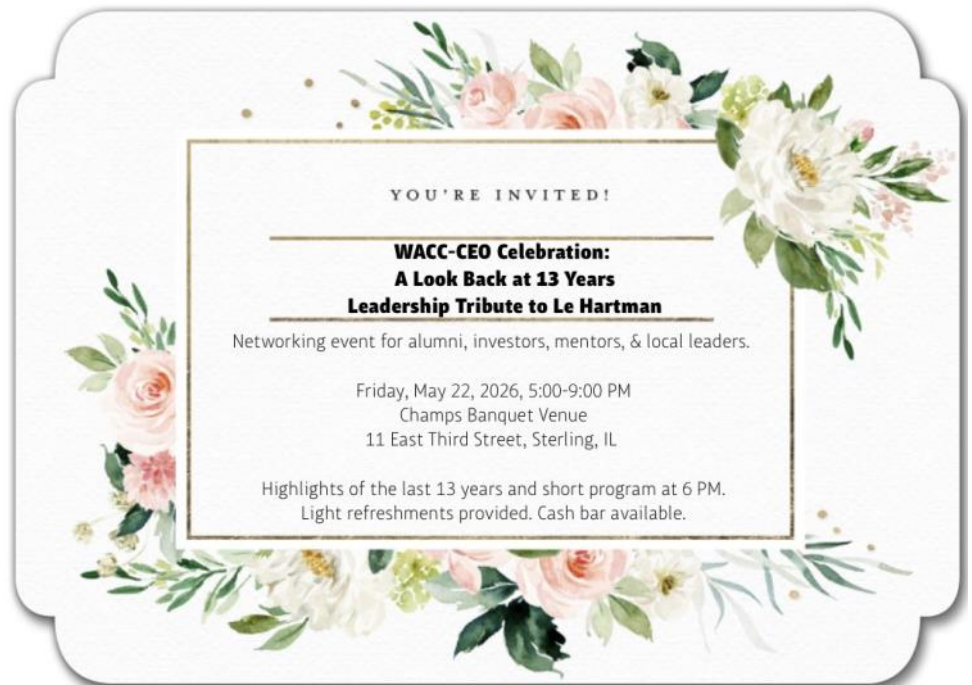 YOU'RE INVITED!
WACC-CEO Celebration:
A Look Back at 13 Years
Leadership Tribute to Le Hartman
Networking event for alumni, investors, mentors, & local leaders.
Friday, May 22, 2026, 5:00-9:00 PM
Champs Banquet Venue
11 East Third Street, Sterling, IL
Highlights of the last 13 years and short program at 6 PM.
Light refreshments provided. Cash bar available.